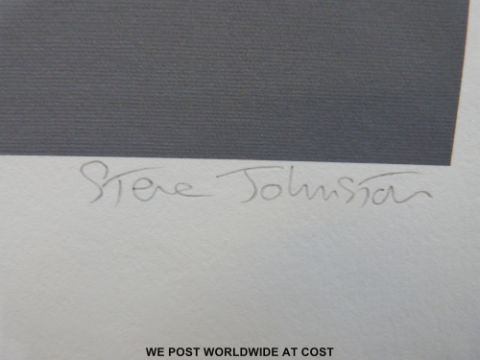 Steve Johnston
WE POST WORLDWIDE AT COST